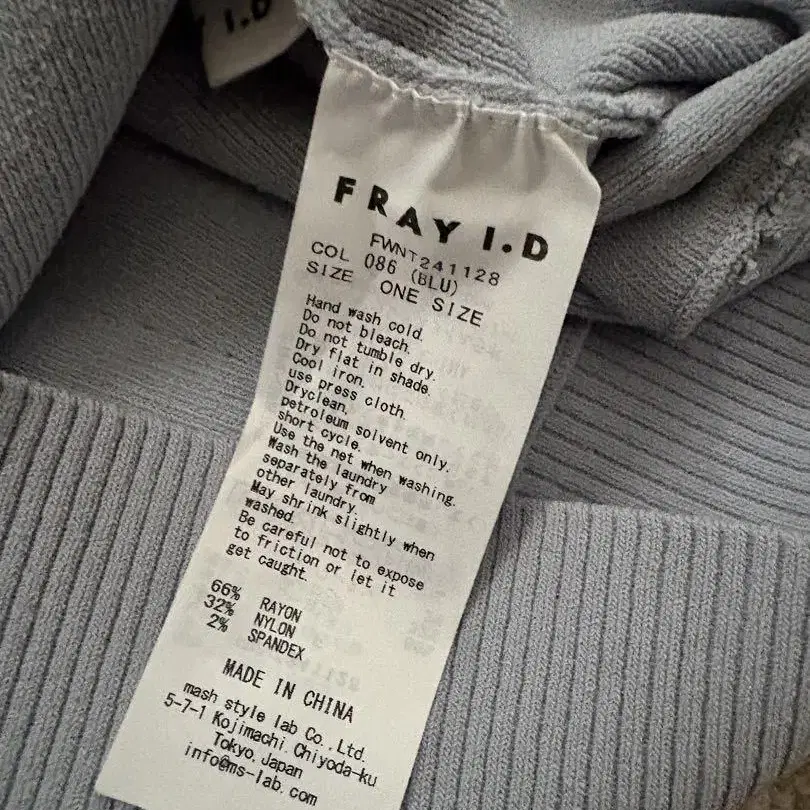 I.D
FRAY I.D
FWNT241128
COL 086 (BLU)
SIZE ONE SIZE
Hand wash cold.
Do not bleach.
Do not tumble dry.
Dry flat in shade.
Cool iron.
use press cloth.
Dryclean,
petroleum solvent only.
short cycle.
Use the net when washing.
Wash the laundry
separately from
other laundry.
May shrink slightly when
washed.
Be careful not to expose
to friction or let it
get caught.
66% RAYON
32% NYLON
2% SPANDEX
MADE IN CHINA
mash style lab Co.,Ltd.
5-7-1 Kojimachi Chiyoda-ku
Tokyo,Japan
info@ms-lab.com